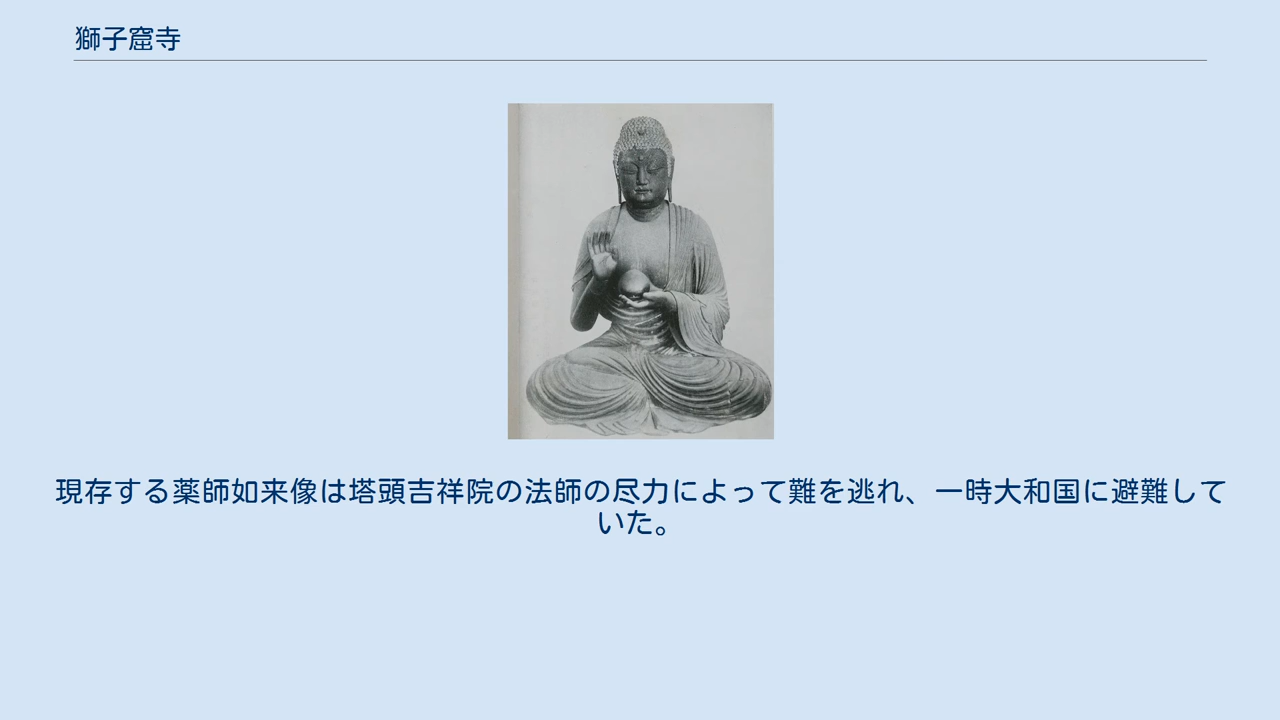 獅子窟寺
現存する薬師如来像は塔頭吉祥院の法師の尽力によって難を逃れ、一時大和国に避難して
いた。